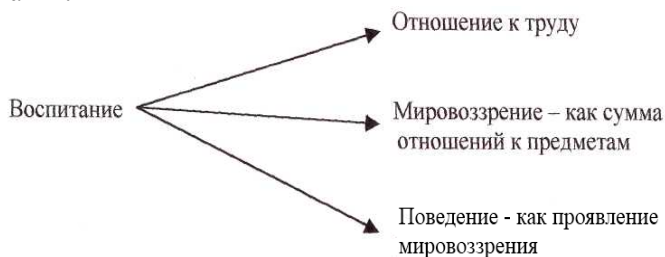 Отношение к труду
Воспитание
Мировоззрение – как сумма
отношений к предметам
Поведение - как проявление
мировоззрения